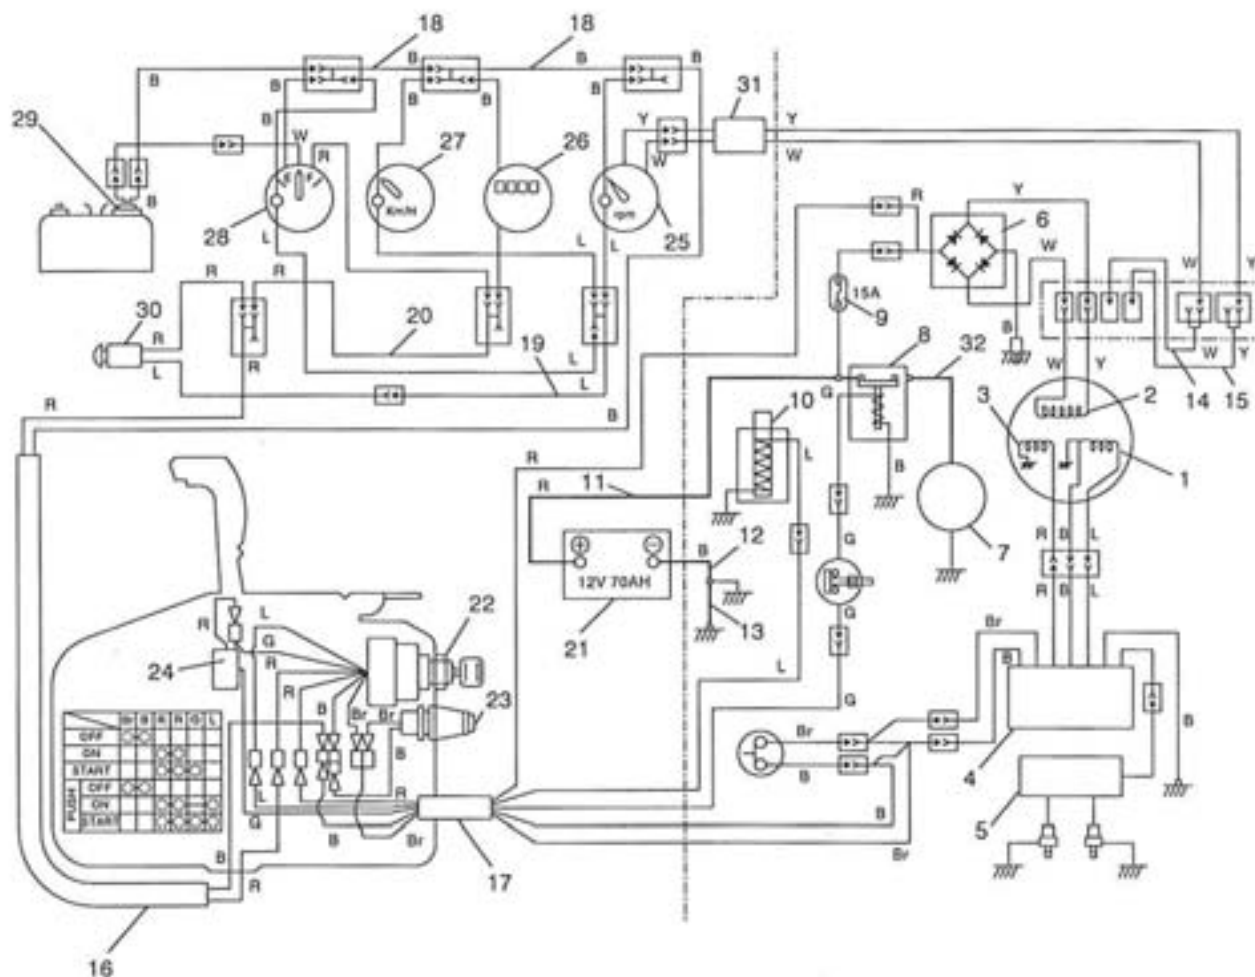 18
18
B
B
B
B
B
B
B
B
31
Y
Y
29
W
R
27
26
Y
W
W
R
Y
6
B
E
F
Km/h
rpm
28
25
W
W
Y
L
L
L
15A
9
R
R
30
20
8
32
B
R
L
R
L
L
19
W
Y
W
Y
14
15
G
3
2
10
R
B
L
B
1
R
R
11
12V 70AH
B
12
G
7
R
B
L
21
13
R
B
L
L
G
R
22
R
24
R
B
Br
Br
23
B
G
Br
B
L
G
Br
B
4
5
B
Br B R R G L
OFF
ON
START
PUSH
OFF
ON
START
L
G
R
B
Br
B
R
17
B
Br
16